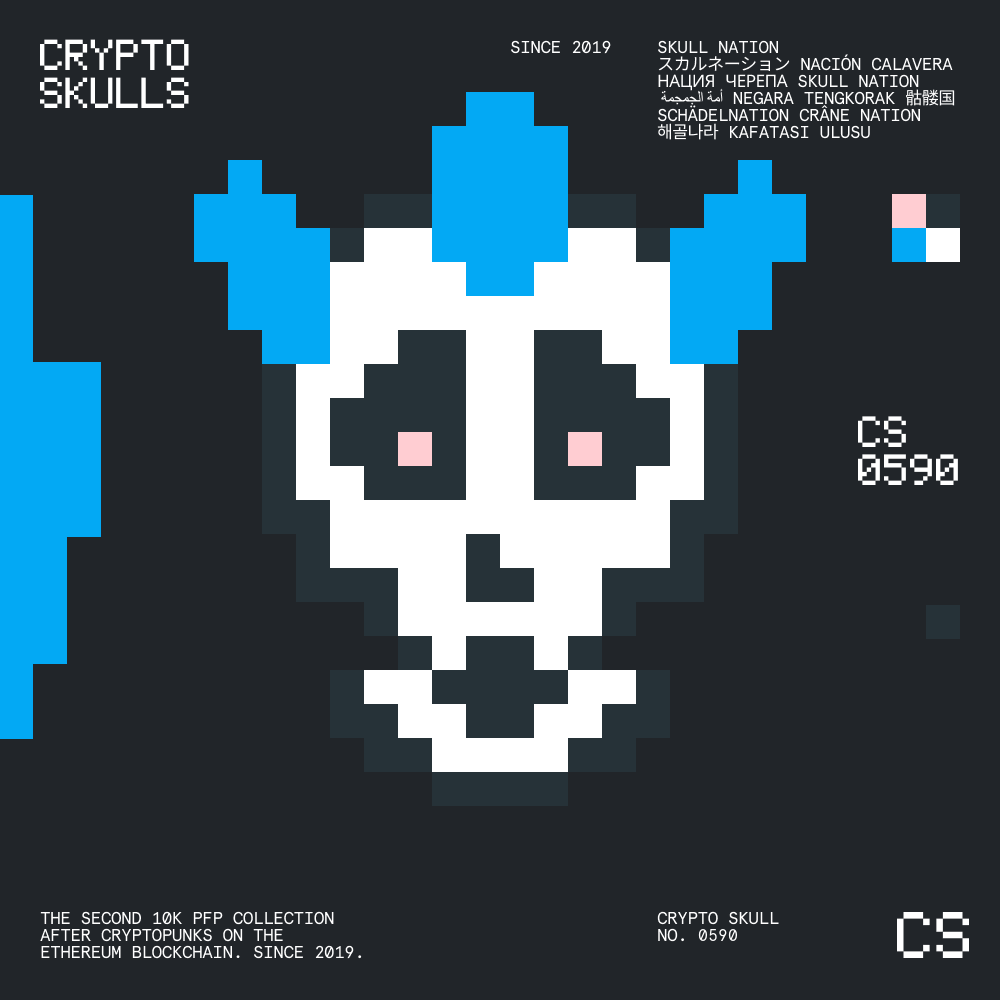 CRYPTO
SKULLS
SINCE 2019
SKULL NATION
スカルネーション NACIÓN CALAVERA
НАЦИЯ ЧЕРЕПА SKULL NATION
أمة الجمجمة NEGARA TENGKORAK 骷髅国
SCHÄDELNATION CRÂNE NATION
해골나라 KAFATASI ULUSU
CS
0590
THE SECOND 10K PFP COLLECTION
AFTER CRYPTOPUNKS ON THE
ETHEREUM BLOCKCHAIN. SINCE 2019.
CRYPTO SKULL
NO. 0590
CS